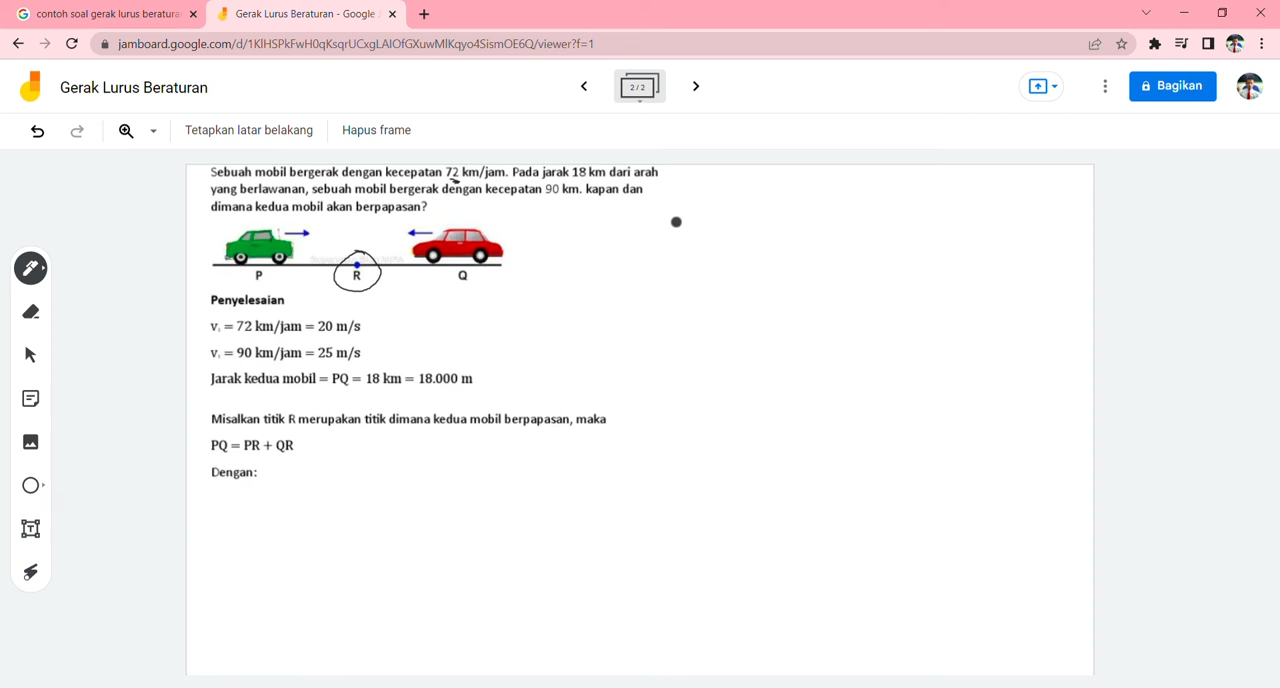 contoh soal gerak lurus beratura
Gerak Lurus Beraturan - Google J
jamboard.google.com/d/1KlHSPkFwH0qKsqrUCxgLAIOfGXuwMlKqyo4SismOE6Q/viewer?f=1
Gerak Lurus Beraturan
2 / 2
Bagikan
Tetapkan latar belakang
Hapus frame
Sebuah mobil bergerak dengan kecepatan 72 km/jam. Pada jarak 18 km dari arah
yang berlawanan, sebuah mobil bergerak dengan kecepatan 90 km. kapan dan
dimana kedua mobil akan berpapasan?
P
R
Q
Penyelesaian
v₁ = 72 km/jam = 20 m/s
v₁ = 90 km/jam = 25 m/s
Jarak kedua mobil = PQ = 18 km = 18.000 m
Misalkan titik R merupakan titik dimana kedua mobil berpapasan, maka
PQ = PR + QR
Dengan: